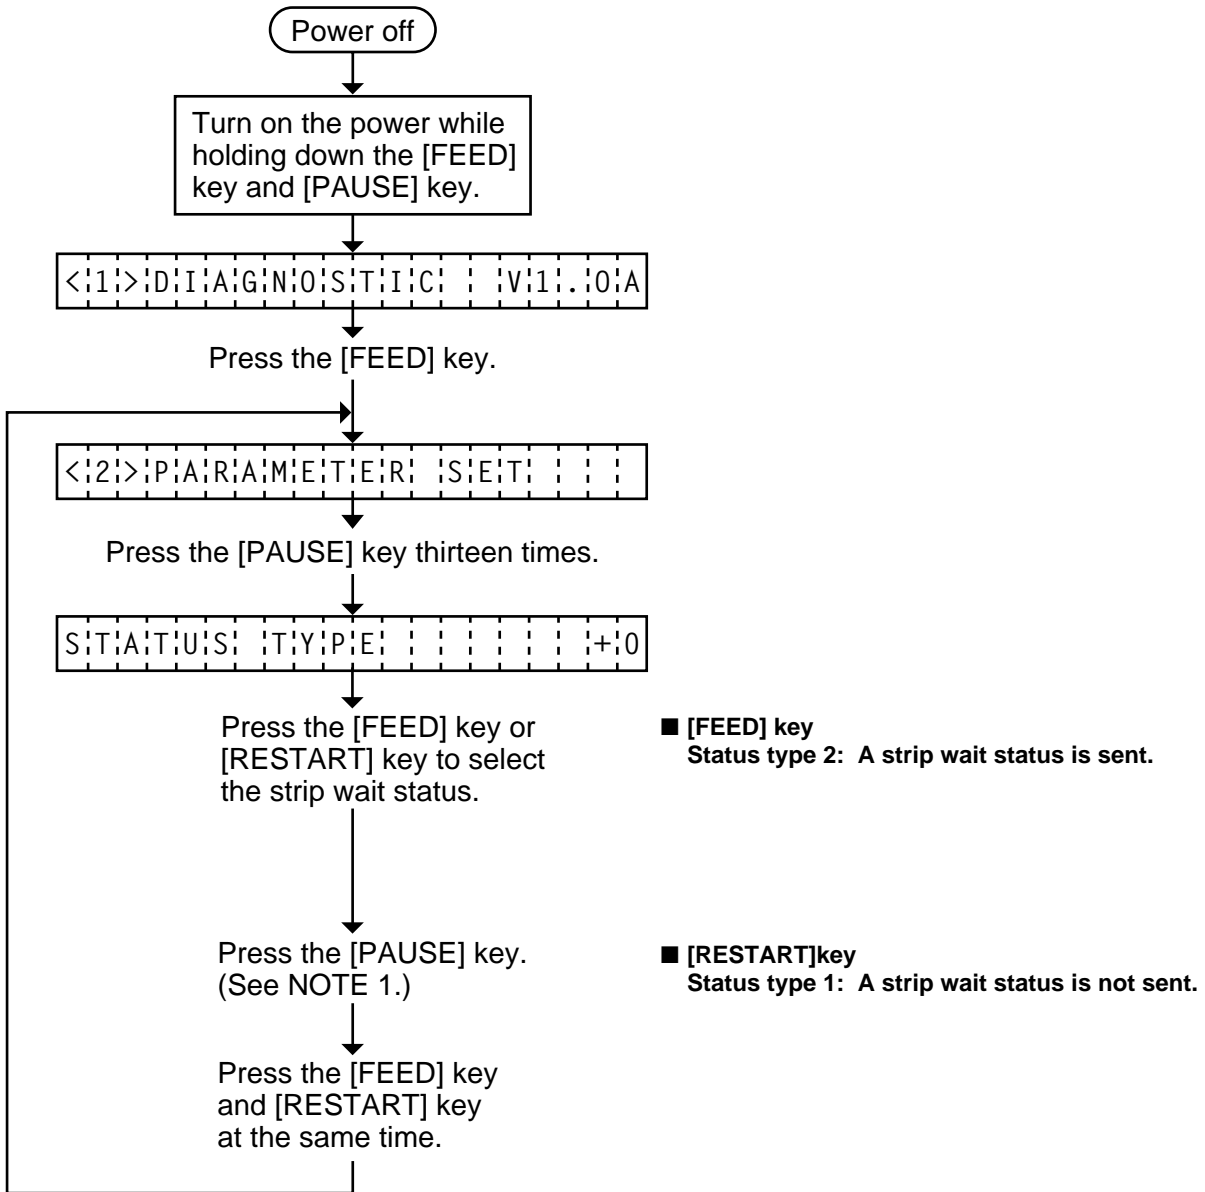 Power off
Turn on the power while
holding down the [FEED]
key and [PAUSE] key.
<1>DIAGNOSTIC  V1.0A
Press the [FEED] key.
<2>PARAMETER SET
Press the [PAUSE] key thirteen times.
STATUS TYPE       +0
Press the [FEED] key or
[RESTART] key to select
the strip wait status.
■ [FEED] key
Status type 2: A strip wait status is sent.
Press the [PAUSE] key.
(See NOTE 1.)
■ [RESTART]key
Status type 1: A strip wait status is not sent.
Press the [FEED] key
and [RESTART] key
at the same time.